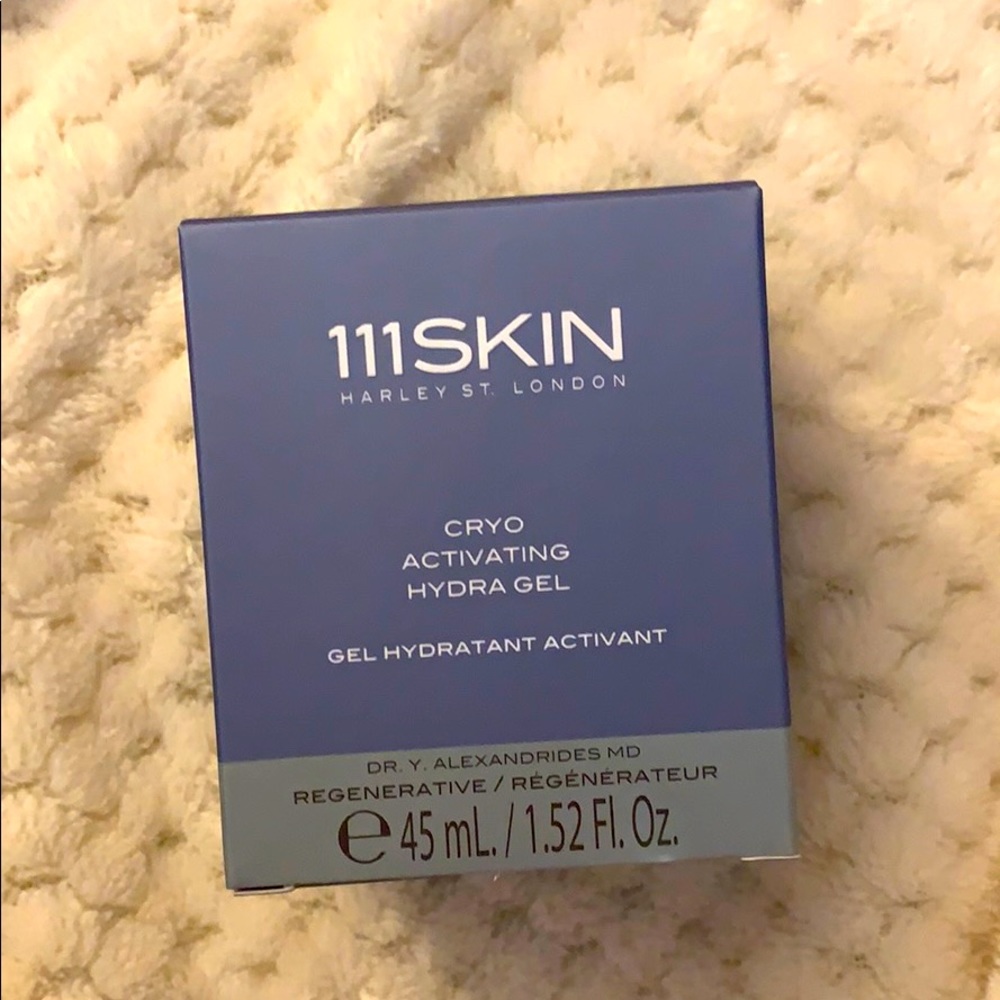 111SKIN
HARLEY ST. LONDON
CRYO
ACTIVATING
HYDRA GEL
GEL HYDRATANT ACTIVANT
DR. Y. ALEXANDRIDES MD
REGENERATIVE / RÉGÉNÉRATEUR
℮ 45 mL. / 1.52 Fl. Oz.